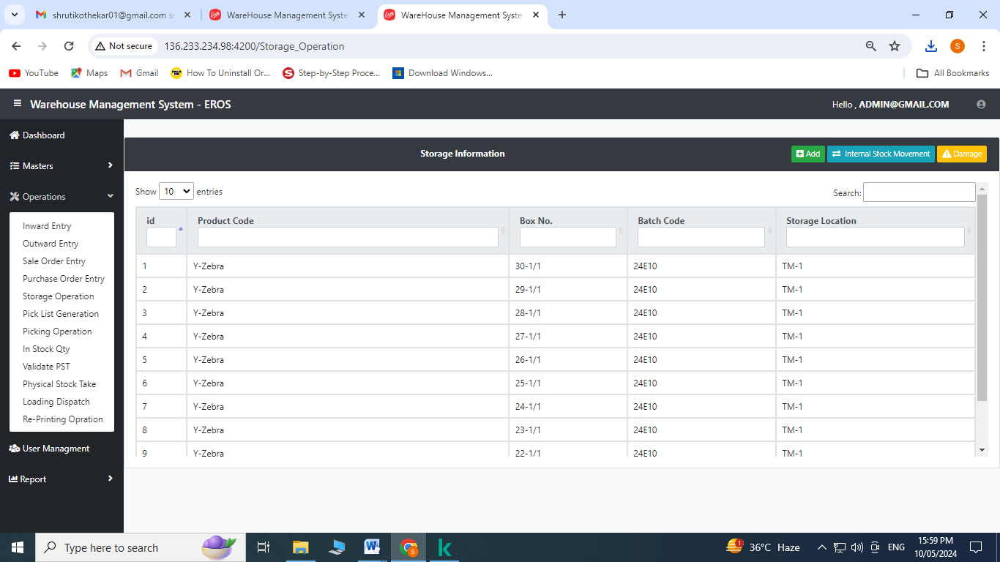 shrutikothekar01@gmail.com se
WareHouse Management Syste
WareHouse Management Syste
Not secure
136.233.234.98:4200/Storage_Operation
S
YouTube
Maps
Gmail
How To Uninstall Or...
Step-by-Step Proce...
Download Windows...
All Bookmarks
Warehouse Management System - EROS
Hello , ADMIN@GMAIL.COM
Dashboard
Masters
Operations
Inward Entry
Outward Entry
Sale Order Entry
Purchase Order Entry
Storage Operation
Pick List Generation
Picking Operation
In Stock Qty
Validate PST
Physical Stock Take
Loading Dispatch
Re-Printing Opration
User Managment
Report
Storage Information
Add
Internal Stock Movement
Damage
Show 10 entries
Search:
id Product Code Box No. Batch Code Storage Location
1 Y-Zebra 30-1/1 24E10 TM-1
2 Y-Zebra 29-1/1 24E10 TM-1
3 Y-Zebra 28-1/1 24E10 TM-1
4 Y-Zebra 27-1/1 24E10 TM-1
5 Y-Zebra 26-1/1 24E10 TM-1
6 Y-Zebra 25-1/1 24E10 TM-1
7 Y-Zebra 24-1/1 24E10 TM-1
8 Y-Zebra 23-1/1 24E10 TM-1
9 Y-Zebra 22-1/1 24E10 TM-1
Type here to search
36°C Haze
ENG
15:59 PM
10/05/2024